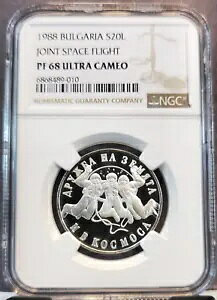 1988 BULGARIA S20L
JOINT SPACE FLIGHT
PF 68 ULTRA CAMEO
6868489-010
NUMISMATIC GUARANTY COMPANY
NGC
ДРУЖБА НА ЗЕМЯТА
И В КОСМОСА